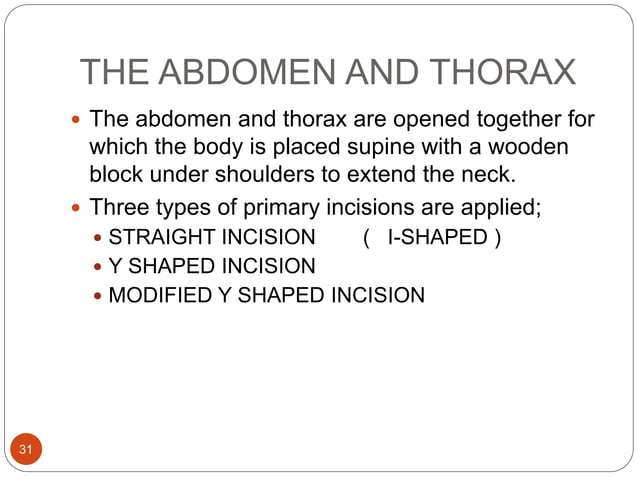 THE ABDOMEN AND THORAX
• The abdomen and thorax are opened together for
which the body is placed supine with a wooden
block under shoulders to extend the neck.
• Three types of primary incisions are applied;
• STRAIGHT INCISION ( I-SHAPED )
• Y SHAPED INCISION
• MODIFIED Y SHAPED INCISION
31